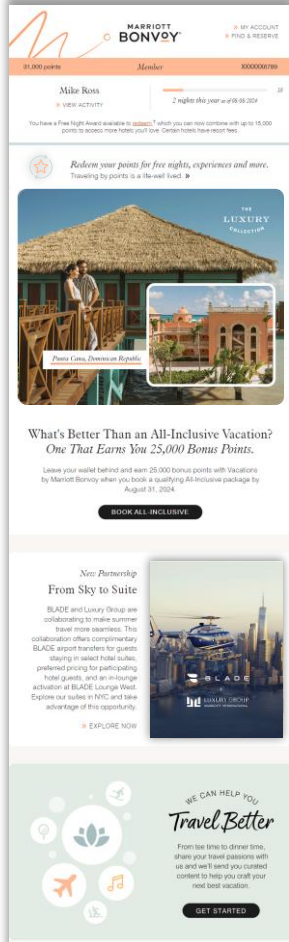 MARRIOTT
BONVOY
MY ACCOUNT
FIND & RESERVE
31,000 points
Member
XXXXXX6789
Mike Ross
VIEW ACTIVITY
2 nights this year as of 06.06.2024
You have a Free Night Award available to redeem† which you can now combine with up to 15,000
points to access more hotels you'll love. Certain hotels have resort fees.
Redeem your points for free nights, experiences and more.
Traveling by points is a life-well lived. »
THE
LUXURY
COLLECTION
Punta Cana, Dominican Republic
What's Better Than an All-Inclusive Vacation?
One That Earns You 25,000 Bonus Points.
Leave your wallet behind and earn 25,000 bonus points with Vacations
by Marriott Bonvoy when you book a qualifying All-Inclusive package by
August 31, 2024.
BOOK ALL-INCLUSIVE
New Partnership
From Sky to Suite
BLADE and Luxury Group are
collaborating to make summer
travel more seamless. This
collaboration offers complimentary
BLADE airport transfers for guests
staying in select hotel suites,
preferred pricing for participating
hotel guests, and an in-lounge
activation at BLADE Lounge West.
Explore our suites in NYC and take
advantage of this opportunity.
EXPLORE NOW
BLADE
LUXURY GROUP
MARRIOTT INTERNATIONAL
WE CAN HELP YOU
Travel Better
From tee time to dinner time,
share your travel passions with
us and we'll send you curated
content to help you craft your
next best vacation.
GET STARTED